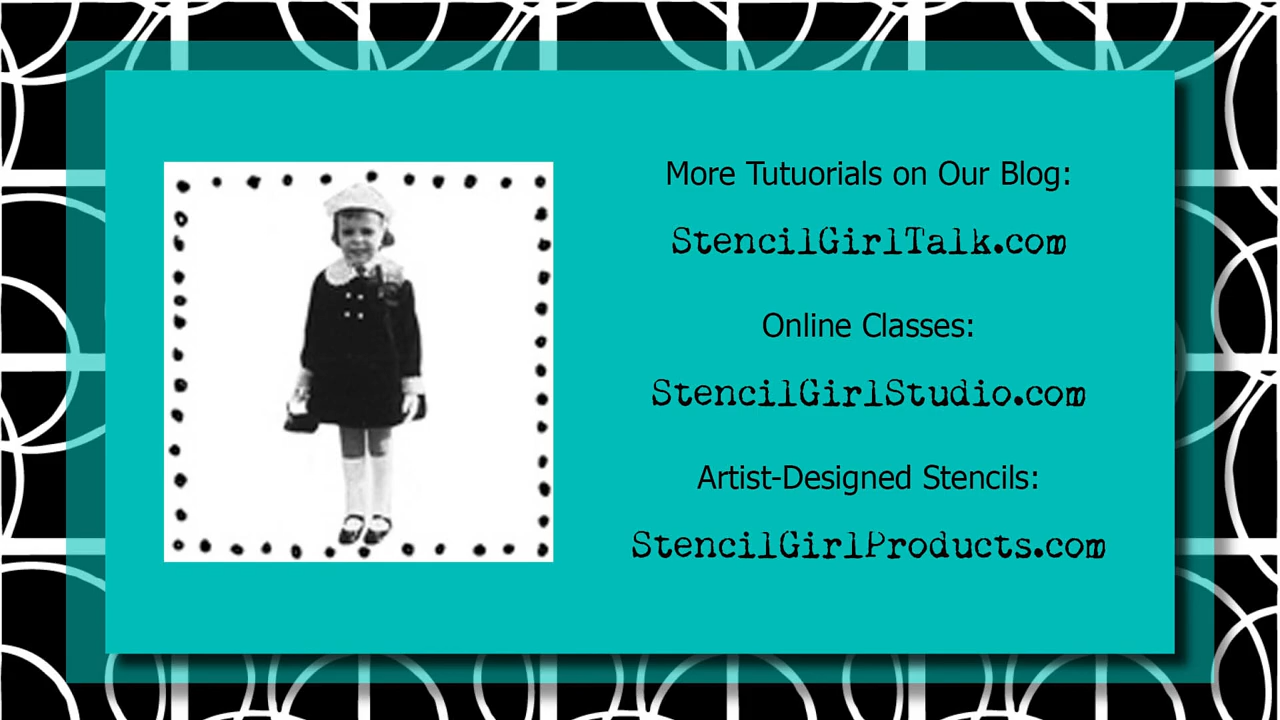 More Tutuorials on Our Blog:
StencilGirlTalk.com
Online Classes:
StencilGirlStudio.com
Artist-Designed Stencils:
StencilGirlProducts.com